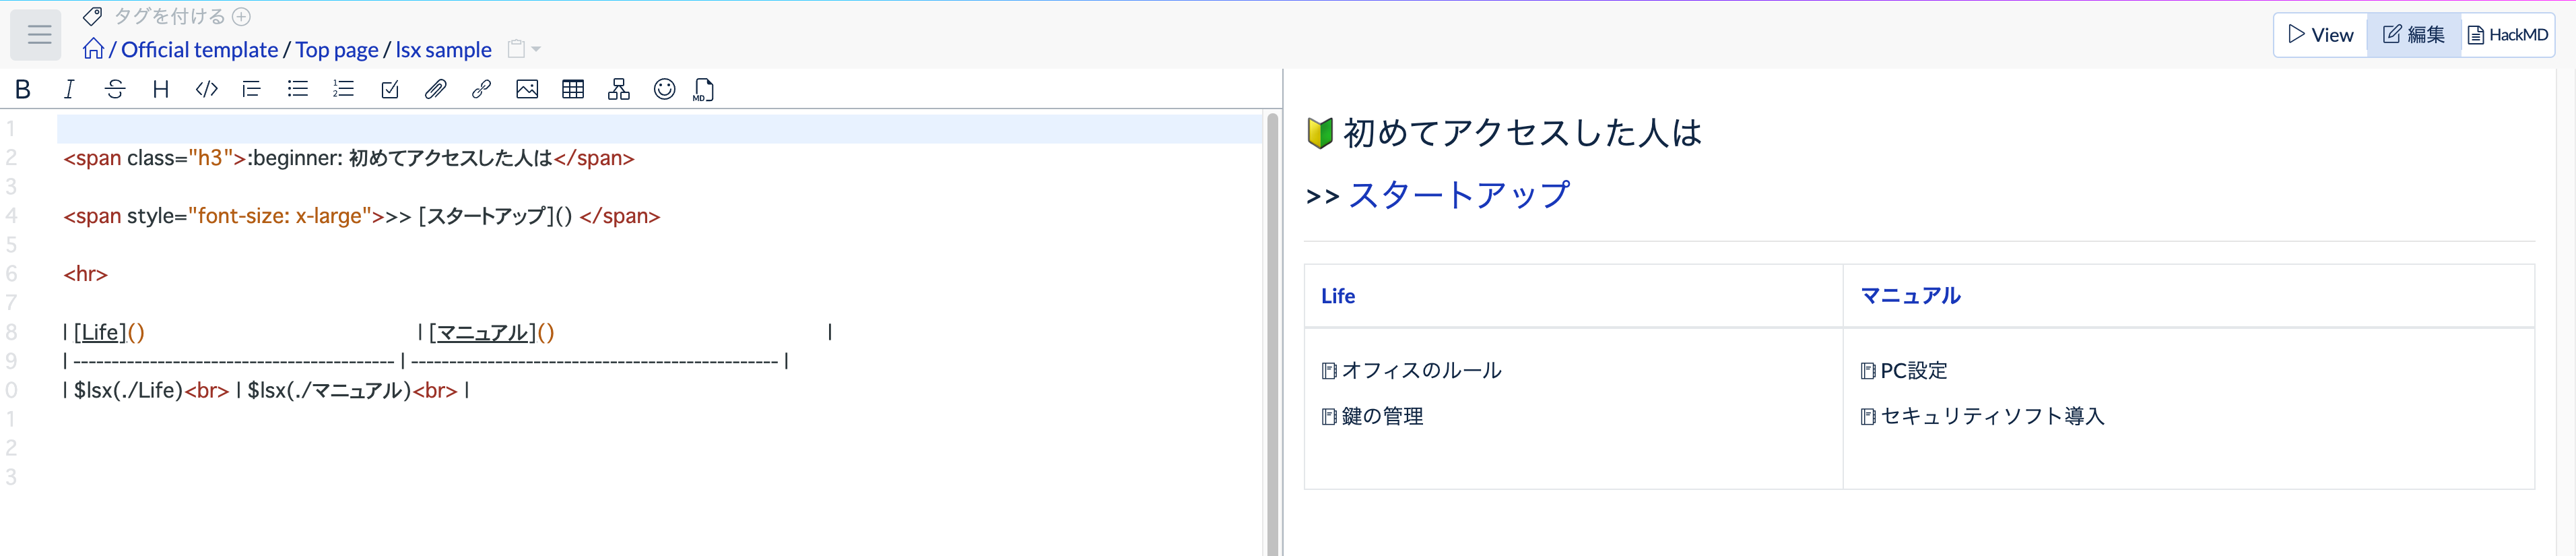 タグを付ける
/ Official template / Top page / lsx sample
View 編集 HackMD
B I S H </> MD
1
2 <span class="h3">:beginner: 初めてアクセスした人は</span>
3
4 <span style="font-size: x-large">>> [スタートアップ]() </span>
5
6 <hr>
7
8 | [Life]() | [マニュアル]() |
9 | ----------------------------------------- | ----------------------------------------------- |
0 | $lsx(./Life)<br> | $lsx(./マニュアル)<br> |
1
2
3
🔰 初めてアクセスした人は
>> スタートアップ
Life マニュアル
オフィスのルール PC設定
鍵の管理 セキュリティソフト導入